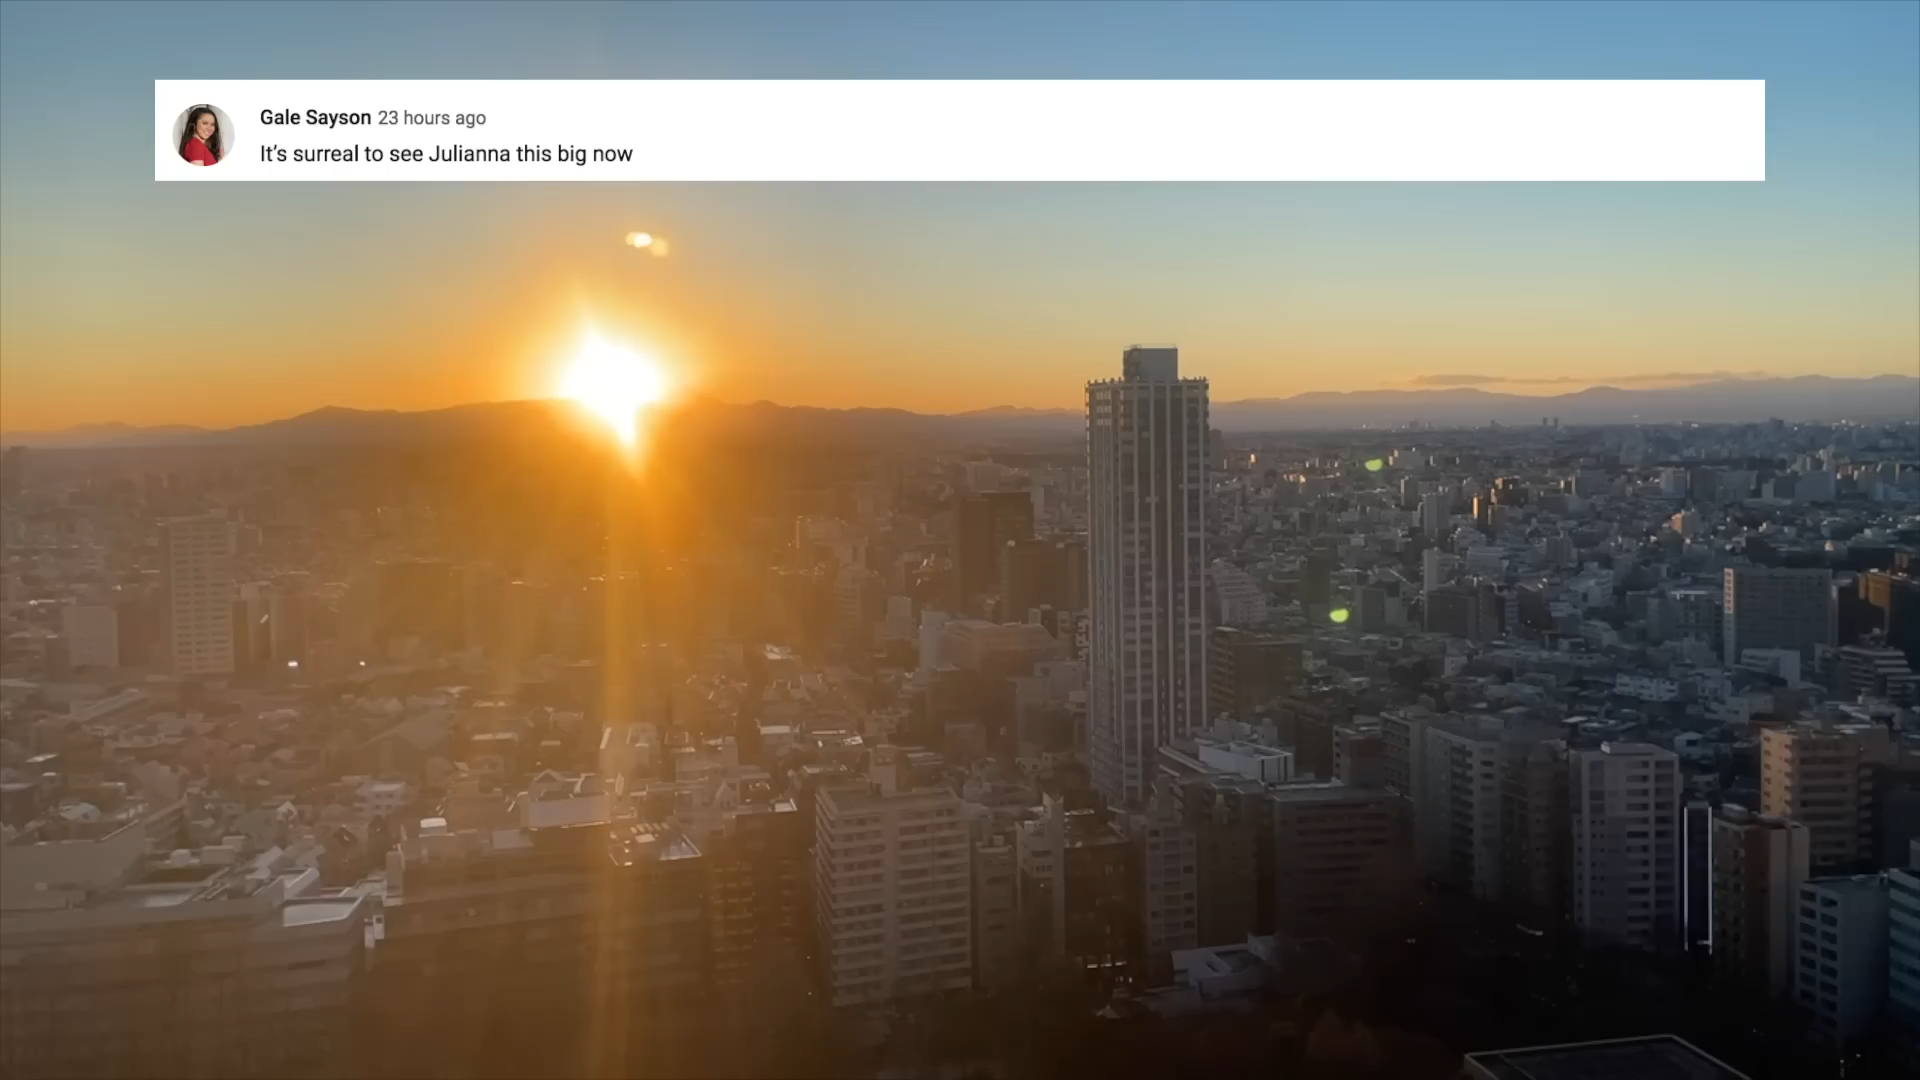 Gale Sayson 23 hours ago
It’s surreal to see Julianna this big now